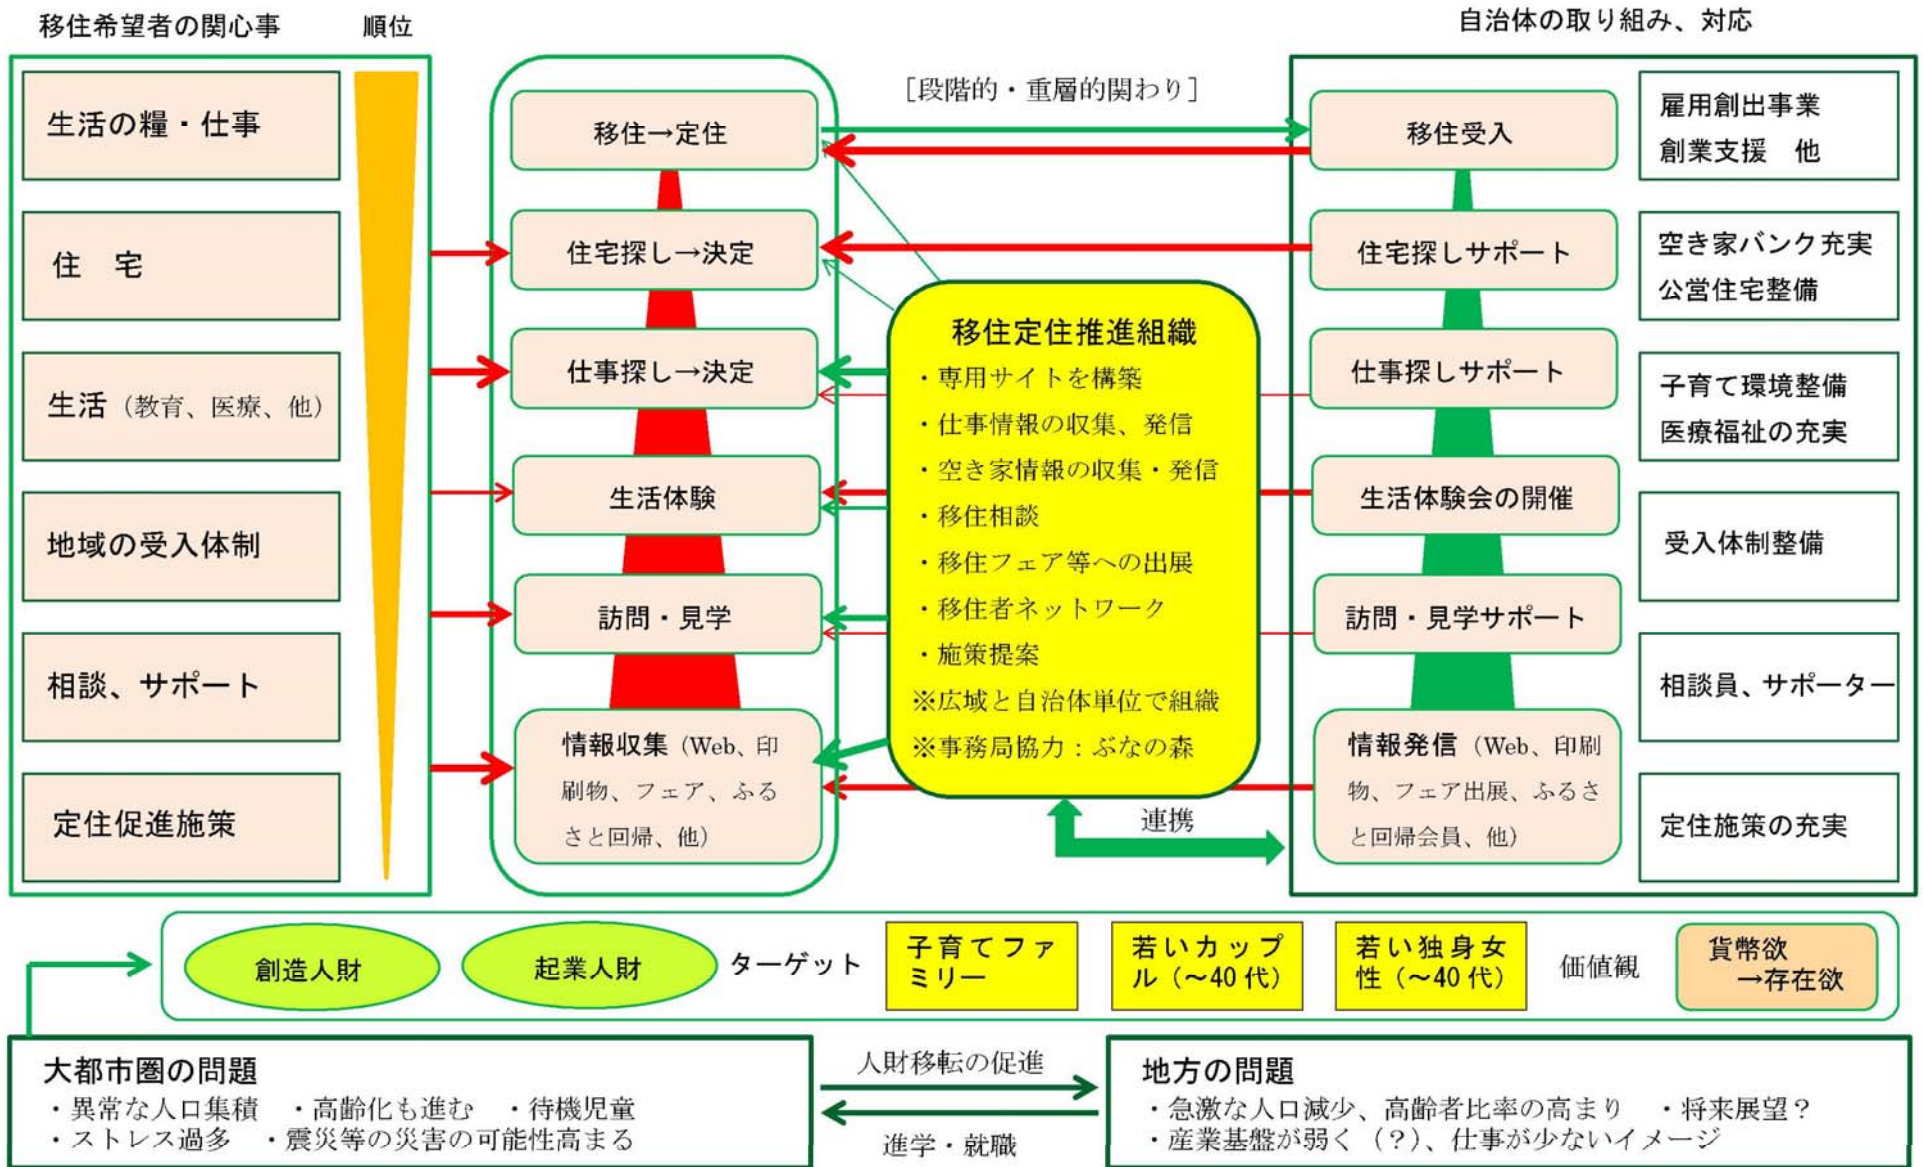 移住希望者の関心事
順位
自治体の取り組み、対応
生活の糧・仕事
住　宅
生活（教育、医療、他）
地域の受入体制
相談、サポート
定住促進施策
移住→定住
住宅探し→決定
仕事探し→決定
生活体験
訪問・見学
情報収集（Web、印
刷物、フェア、ふる
さと回帰、他）
［段階的・重層的関わり］
移住定住推進組織
・専用サイトを構築
・仕事情報の収集、発信
・空き家情報の収集・発信
・移住相談
・移住フェア等への出展
・移住者ネットワーク
・施策提案
※広域と自治体単位で組織
※事務局協力：ぶなの森
連携
移住受入
住宅探しサポート
仕事探しサポート
生活体験会の開催
訪問・見学サポート
情報発信（Web、印刷
物、フェア出展、ふるさ
と回帰会員、他）
雇用創出事業
創業支援　他
空き家バンク充実
公営住宅整備
子育て環境整備
医療福祉の充実
受入体制整備
相談員、サポーター
定住施策の充実
創造人財
起業人財
ターゲット
子育てファ
ミリー
若いカップ
ル（～40代）
若い独身女
性（～40代）
価値観
貨幣欲
→存在欲
大都市圏の問題
・異常な人口集積　・高齢化も進む　・待機児童
・ストレス過多　・震災等の災害の可能性高まる
人財移転の促進
進学・就職
地方の問題
・急激な人口減少、高齢者比率の高まり　・将来展望？
・産業基盤が弱く（？）、仕事が少ないイメージ